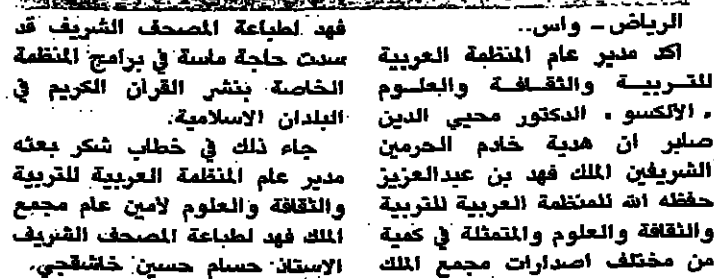 الرياض - واس..
اكد مدير عام المنظمة العربية
للتربية والثقافة والعلوم
. الألكسو . الدكتور محيي الدين
صابر ان هدية خادم الحرمين
الشريفين الملك فهد بن عبدالعزيز
حفظه الله للمنظمة العربية للتربية
والثقافة والعلوم والمتمثلة في كمية
من مختلف اصدارات مجمع الملك
فهد لطباعة المصحف الشريف قد
سدت حاجة ماسة في برامج المنظمة
الخاصة بنشر القرآن الكريم في
البلدان الاسلامية.
جاء ذلك في خطاب شكر بعثه
مدير عام المنظمة العربية للتربية
والثقافة والعلوم لأمين عام مجمع
الملك فهد لطباعة المصحف الشريف
الاستاذ حسام حسين خاشقجي.